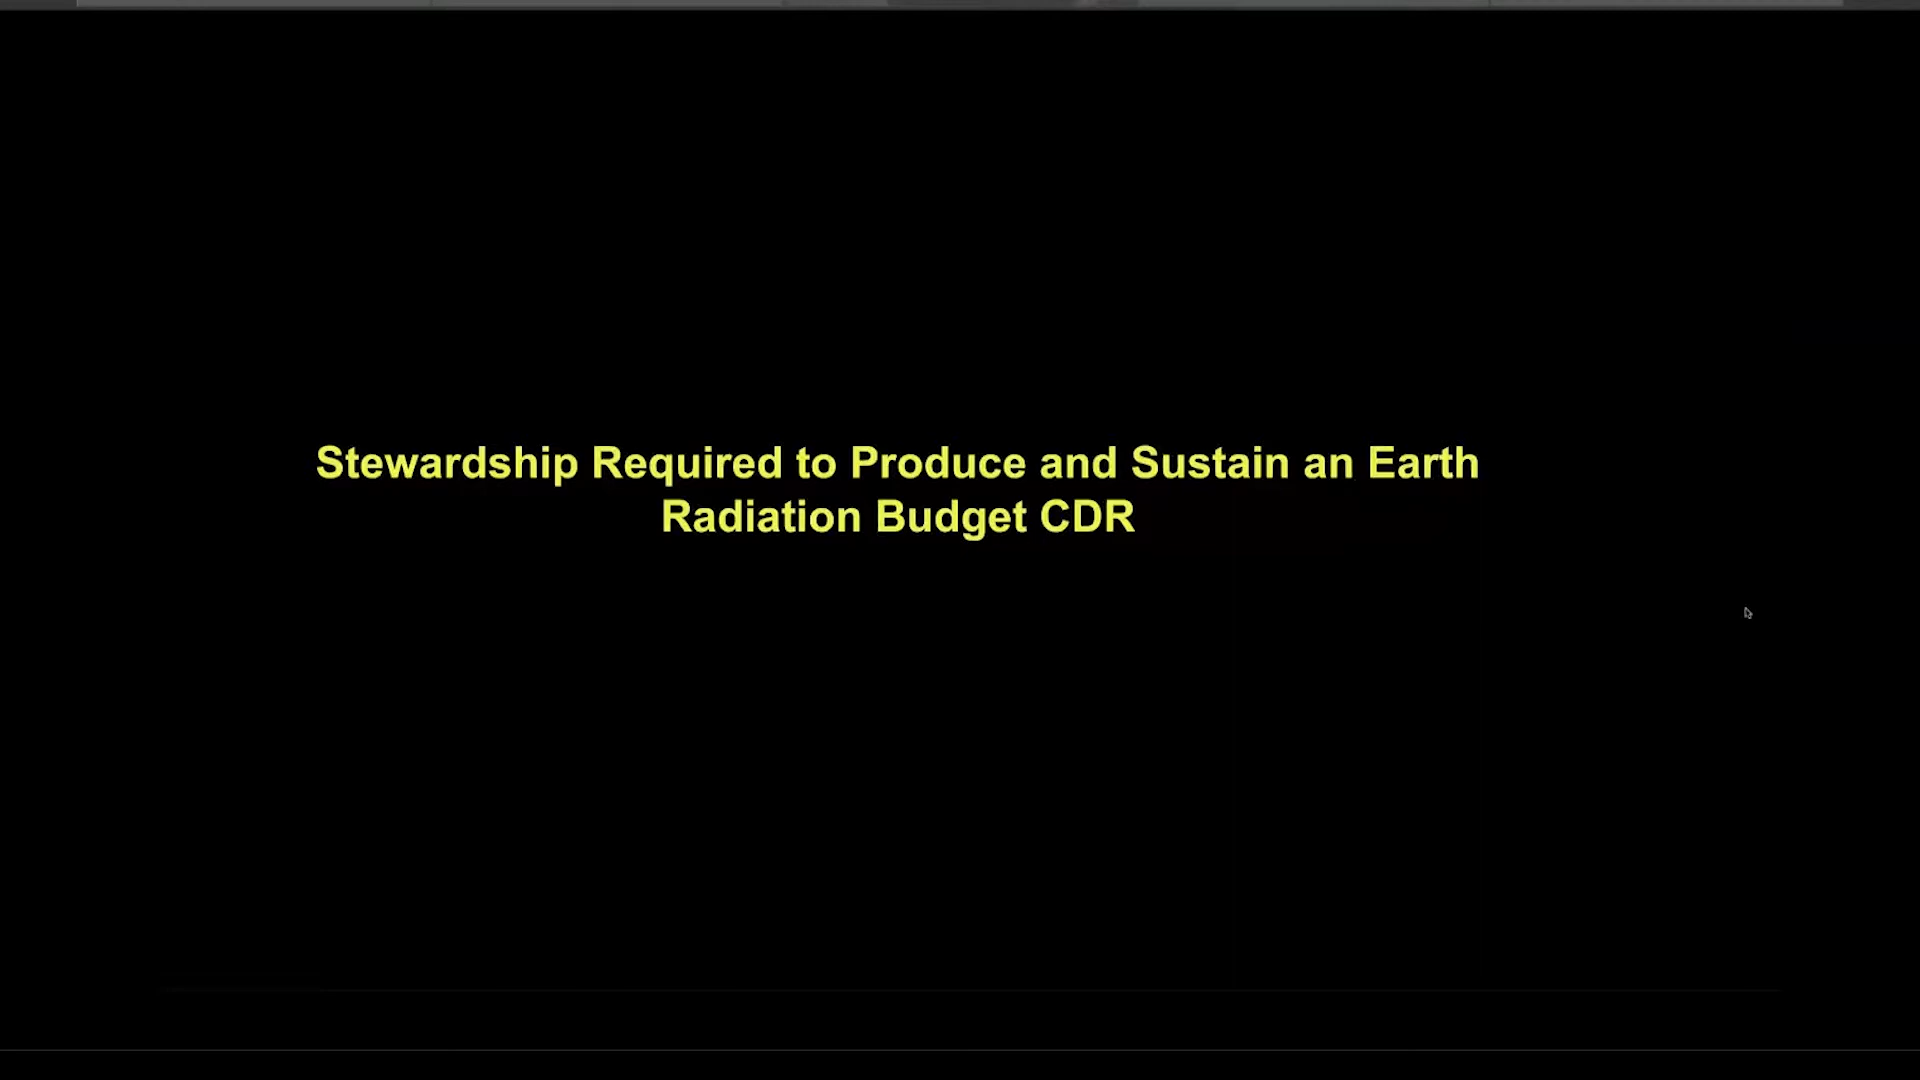 Stewardship Required to Produce and Sustain an Earth
Radiation Budget CDR